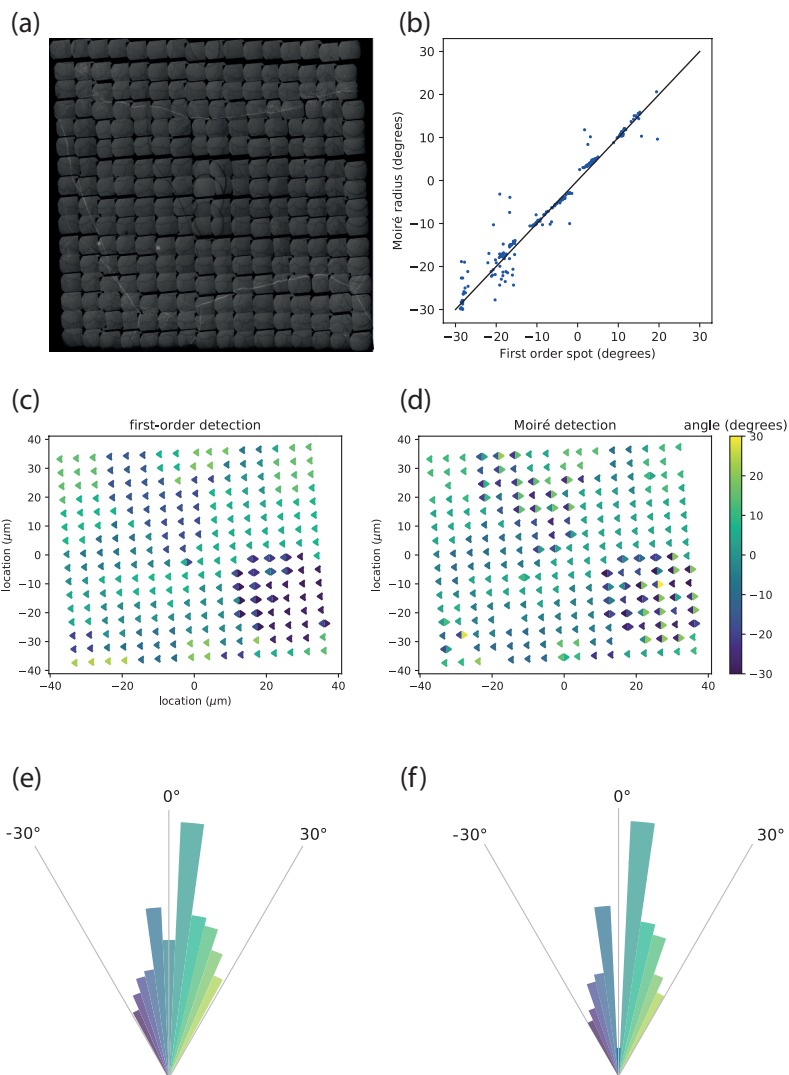 (a)
(b)
30
20
10
0
−10
−20
−30
Moiré radius (degrees)
−30 −20 −10 0 10 20 30
First order spot (degrees)
(c)
first-order detection
40
30
20
10
0
−10
−20
−30
−40
location (μm)
−40 −20 0 20 40
location (μm)
(d)
Moiré detection
angle (degrees)
40
30
20
10
0
−10
−20
−30
−40
location (μm)
−40 −20 0 20 40
30
20
10
0
−10
−20
−30
(e)
0°
-30°
30°
(f)
0°
-30°
30°